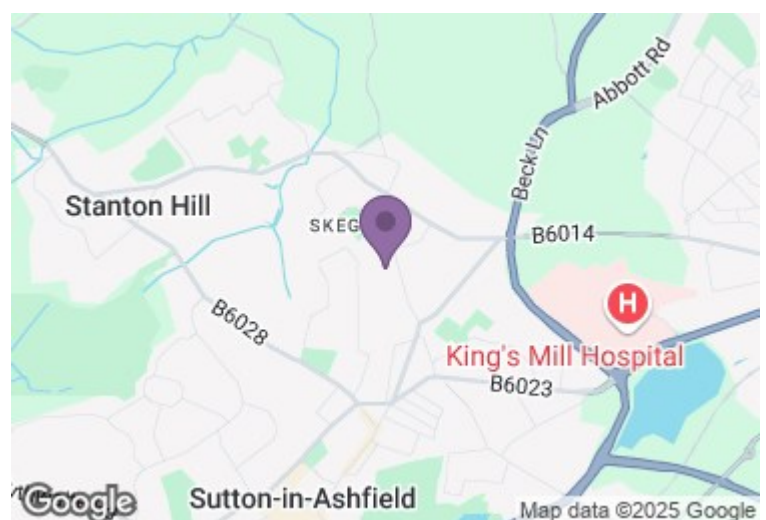 Abbott Rd
Beck Ln
Stanton Hill
SKEG
B6014
H
B6028
King's Mill Hospital
B6023
Google
Sutton-in-Ashfield
Map data ©2025 Google